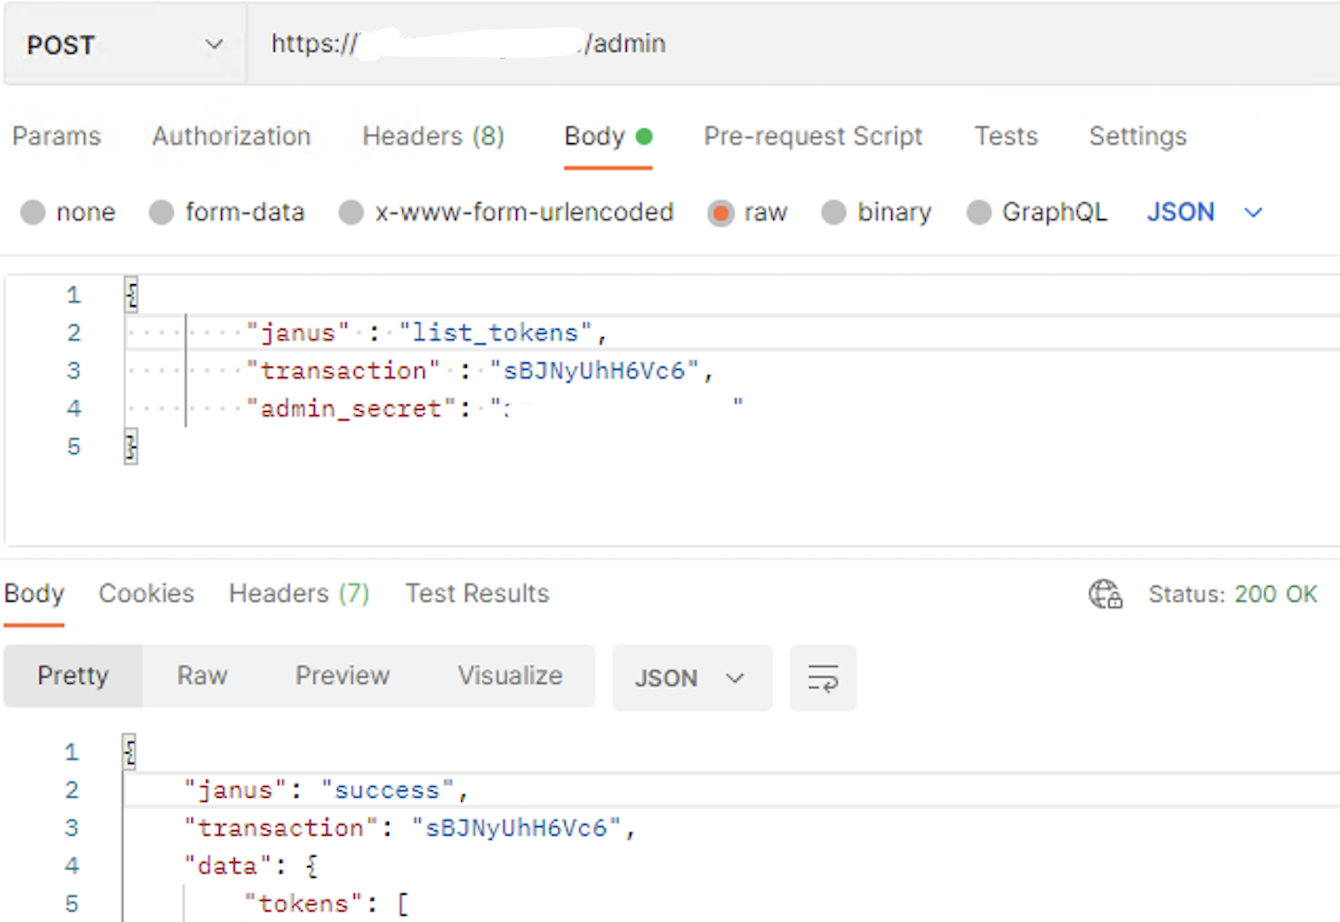 POST https:// /admin
Params Authorization Headers (8) Body Pre-request Script Tests Settings
none form-data x-www-form-urlencoded raw binary GraphQL JSON
1 {
2 "janus" : "list_tokens",
3 "transaction" : "sBJNyUhH6Vc6",
4 "admin_secret": " "
5 }
Body Cookies Headers (7) Test Results Status: 200 OK
Pretty Raw Preview Visualize JSON
1 {
2 "janus": "success",
3 "transaction": "sBJNyUhH6Vc6",
4 "data": {
5 "tokens": [